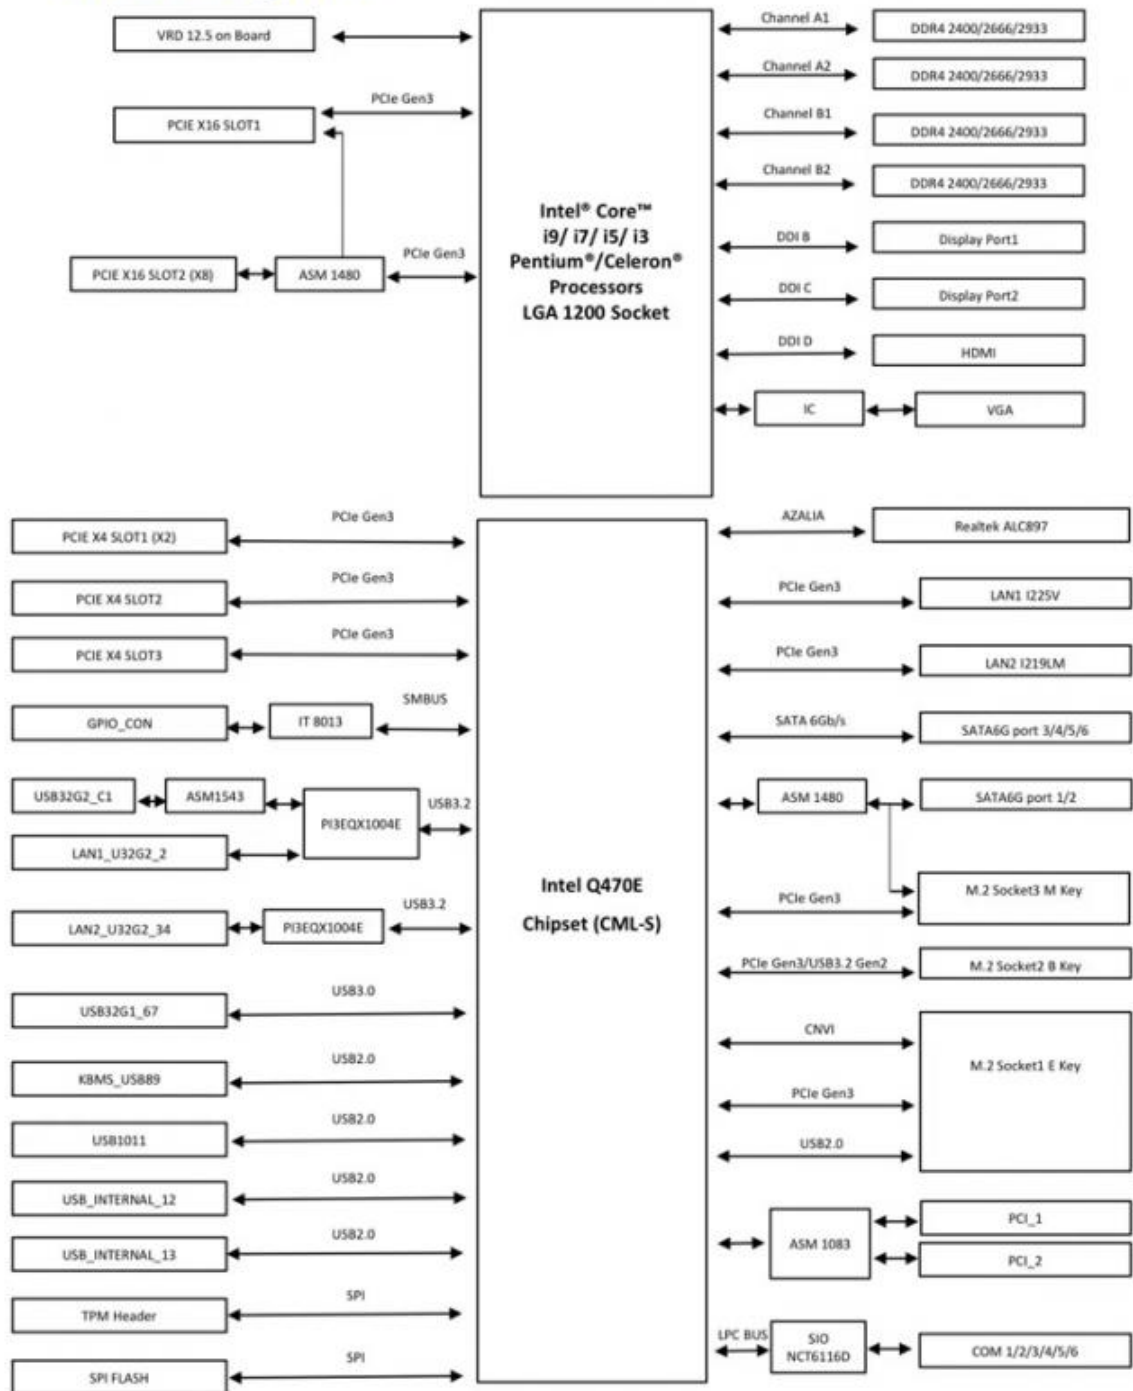 VRD 12.5 on Board
PCIe Gen3
PCIE X16 SLOT1
PCIe Gen3
PCIE X16 SLOT2 (X8)
ASM 1480
Intel® Core™
i9/ i7/ i5/ i3
Pentium®/Celeron®
Processors
LGA 1200 Socket
Channel A1
DDR4 2400/2666/2933
Channel A2
DDR4 2400/2666/2933
Channel B1
DDR4 2400/2666/2933
Channel B2
DDR4 2400/2666/2933
DDI B
Display Port1
DDI C
Display Port2
DDI D
HDMI
IC
VGA
PCIe Gen3
PCIE X4 SLOT1 (X2)
PCIe Gen3
PCIE X4 SLOT2
PCIe Gen3
PCIE X4 SLOT3
SMBUS
GPIO_CON
IT 8013
USB32G2_C1
ASM1543
PI3EQX1004E
USB3.2
LAN1_U32G2_2
USB3.2
LAN2_U32G2_34
PI3EQX1004E
USB3.0
USB32G1_67
USB2.0
KBMS_USB89
USB2.0
USB1011
USB2.0
USB_INTERNAL_12
USB2.0
USB_INTERNAL_13
SPI
TPM Header
SPI
SPI FLASH
Intel Q470E
Chipset (CML-S)
AZALIA
Realtek ALC897
PCIe Gen3
LAN1 I225V
PCIe Gen3
LAN2 I219LM
SATA 6Gb/s
SATA6G port 3/4/5/6
ASM 1480
SATA6G port 1/2
PCIe Gen3
M.2 Socket3 M Key
PCIe Gen3/USB3.2 Gen2
M.2 Socket2 B Key
CNVI
M.2 Socket1 E Key
PCIe Gen3
USB2.0
ASM 1083
PCI_1
PCI_2
LPC BUS
SIO
NCT6116D
COM 1/2/3/4/5/6